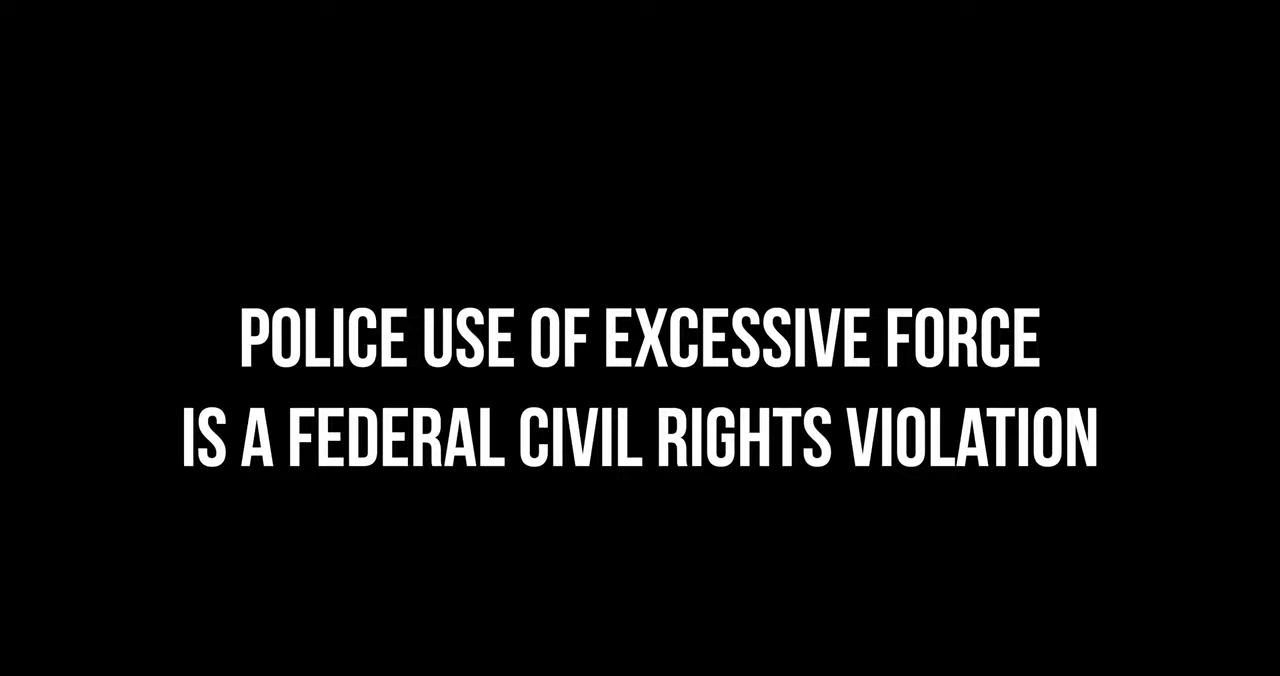 POLICE USE OF EXCESSIVE FORCE
IS A FEDERAL CIVIL RIGHTS VIOLATION